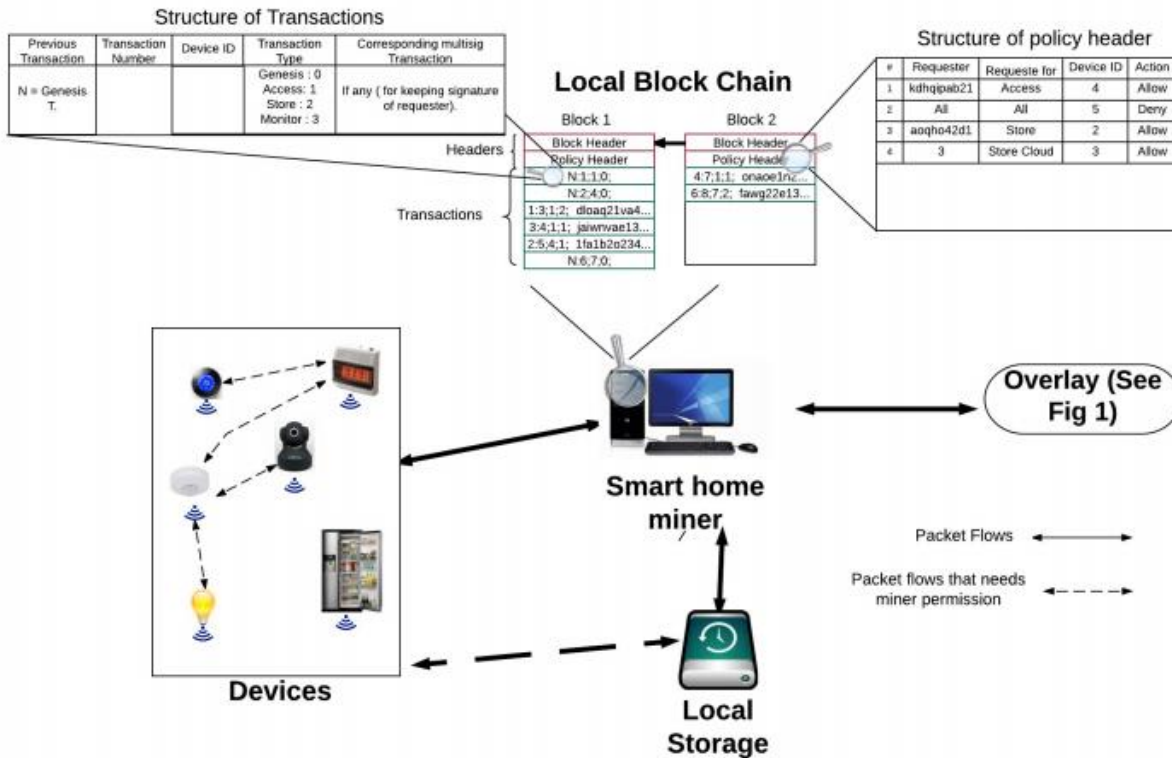 Structure of Transactions
Previous Transaction
Transaction Number
Device ID
Transaction Type
Corresponding multisig Transaction
N = Genesis T.
Genesis : 0
Access: 1
Store : 2
Monitor : 3
If any ( for keeping signature of requester).
Structure of policy header
# Requester Requeste for Device ID Action
1 kdhqipab21 Access 4 Allow
2 All All 5 Deny
3 aoqho42d1 Store 2 Allow
4 3 Store Cloud 3 Allow
Local Block Chain
Block 1
Block 2
Headers
Transactions
Block Header
Policy Header
N:1;1;0;
N:2;4;0;
1:3;1;2; dloaq21va4...
3:4;1;1; jaiwnvae13...
2:5;4;1; 1fa1b2o234...
N:6;7;0;
Block Header
Policy Header
4:7;1;1; onaoe1n2...
6:8;7;2; fawg22e13...
Smart home
miner
Overlay (See
Fig 1)
Packet Flows
Packet flows that needs
miner permission
Devices
Local
Storage